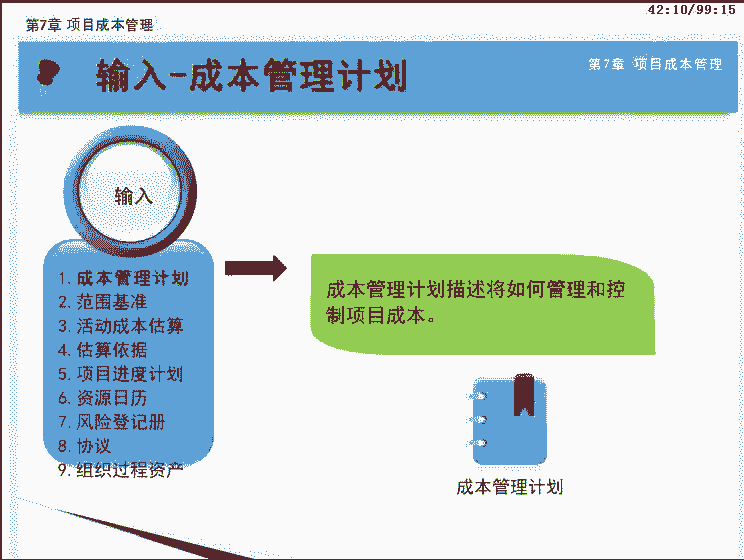 42:10/99:15
第7章 项目成本管理
输入-成本管理计划
第7章 项目成本管理
输入
1.成本管理计划
2.范围基准
3.活动成本估算
4.估算依据
5.项目进度计划
6.资源日历
7.风险登记册
8.协议
9.组织过程资产
成本管理计划描述将如何管理和控
制项目成本。
成本管理计划